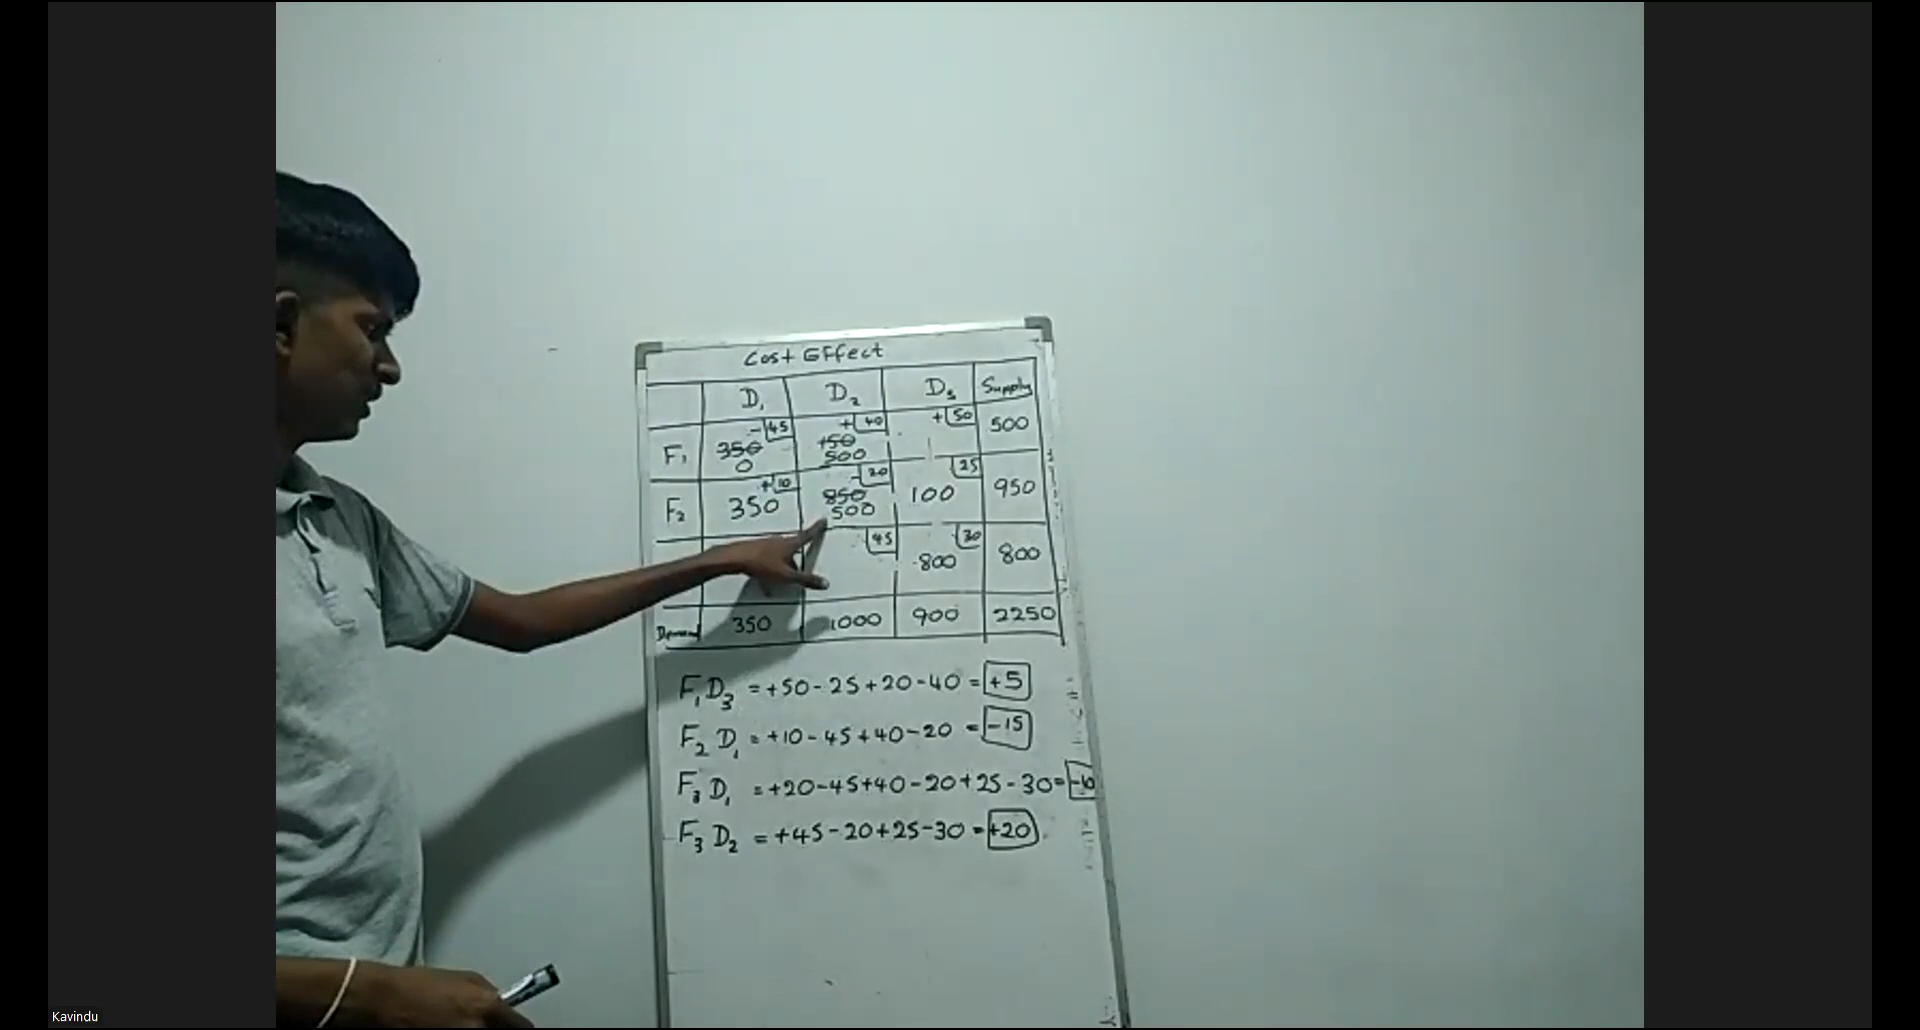 Cost Effect
D₁ D₂ D₃ Supply
- 45 + 40 + 50
F₁ 350 150 500
0 500
+ 10 - 20 25
F₂ 350 850 100 950
500
45 30
800 800
Demand 350 1000 900 2250
F₁D₃ = +50-25+20-40 = +5
F₂D₁ = +10-45+40-20 = -15
F₃D₁ = +20-45+40-20+25-30= -10
F₃D₂ = +45-20+25-30 = +20
Kavindu